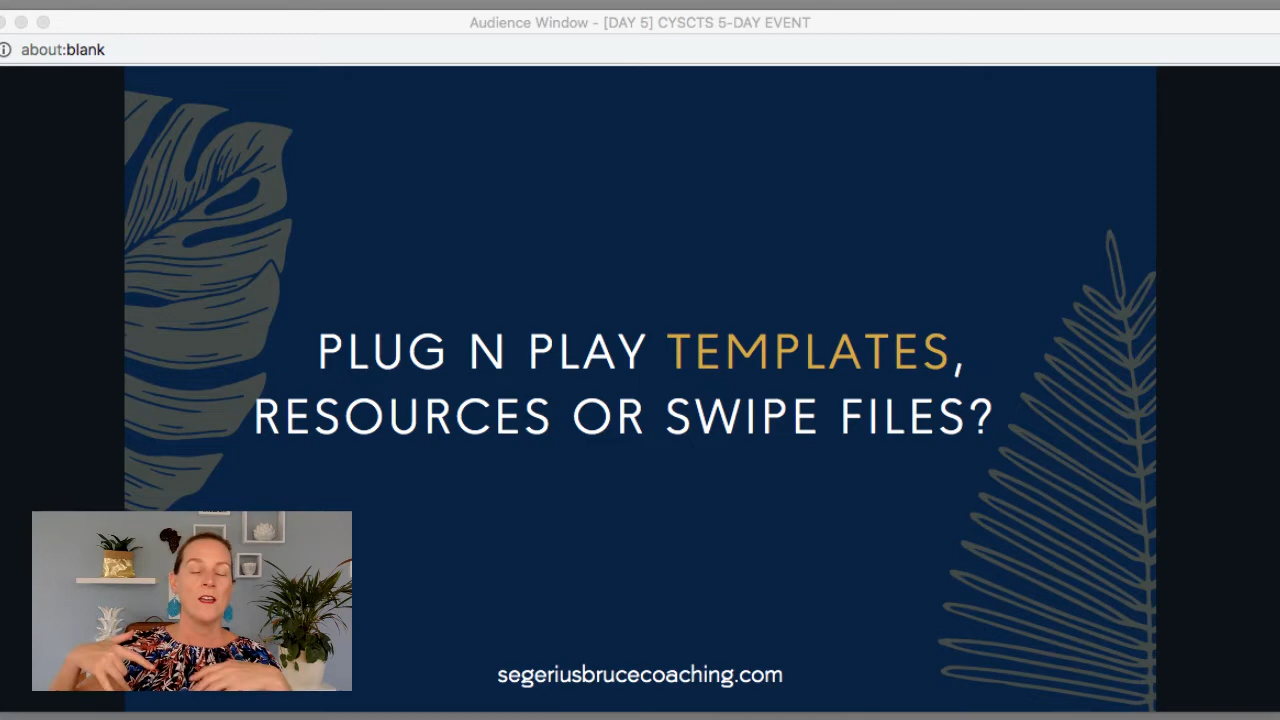 Audience Window - [DAY 5] CYSCTS 5-DAY EVENT
about:blank
PLUG N PLAY TEMPLATES,
RESOURCES OR SWIPE FILES?
segeriusbrucecoaching.com